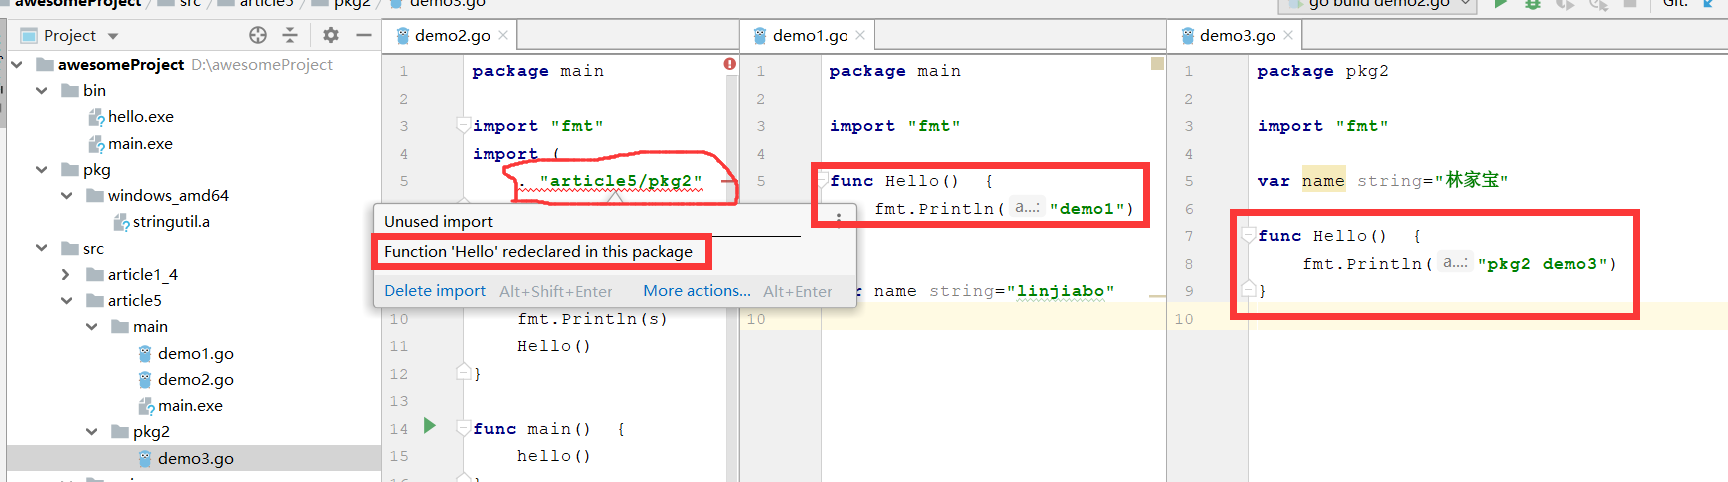 awesomeProject src article5 pkg2 demo3.go
go build demo2.go
Git:
Project
awesomeProject D:\awesomeProject
bin
hello.exe
main.exe
pkg
windows_amd64
stringutil.a
src
article1_4
article5
main
demo1.go
demo2.go
main.exe
pkg2
demo3.go
demo2.go
1 package main
2
3 import "fmt"
4 import (
5 . "article5/pkg2"
Unused import
Function 'Hello' redeclared in this package
Delete import Alt+Shift+Enter More actions... Alt+Enter
10 fmt.Println(s)
11 Hello()
12 }
13
14 func main() {
15 hello()
demo1.go
1 package main
2
3 import "fmt"
4
5 func Hello() {
6 fmt.Println( a...: "demo1")
name string="linjiabo"
10
demo3.go
1 package pkg2
2
3 import "fmt"
4
5 var name string="林家宝"
6
7 func Hello() {
8 fmt.Println( a...: "pkg2 demo3")
9 }
10